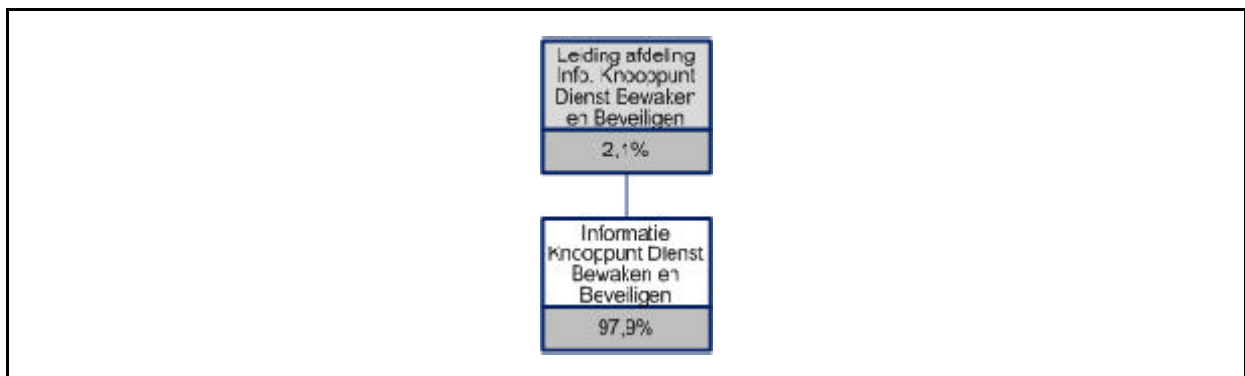 Leiding afdeling
Info. Knooppunt
Dienst Bewaken
en Beveiligen
2,1%
Informatie
Knooppunt Dienst
Bewaken en
Beveiligen
97,9%